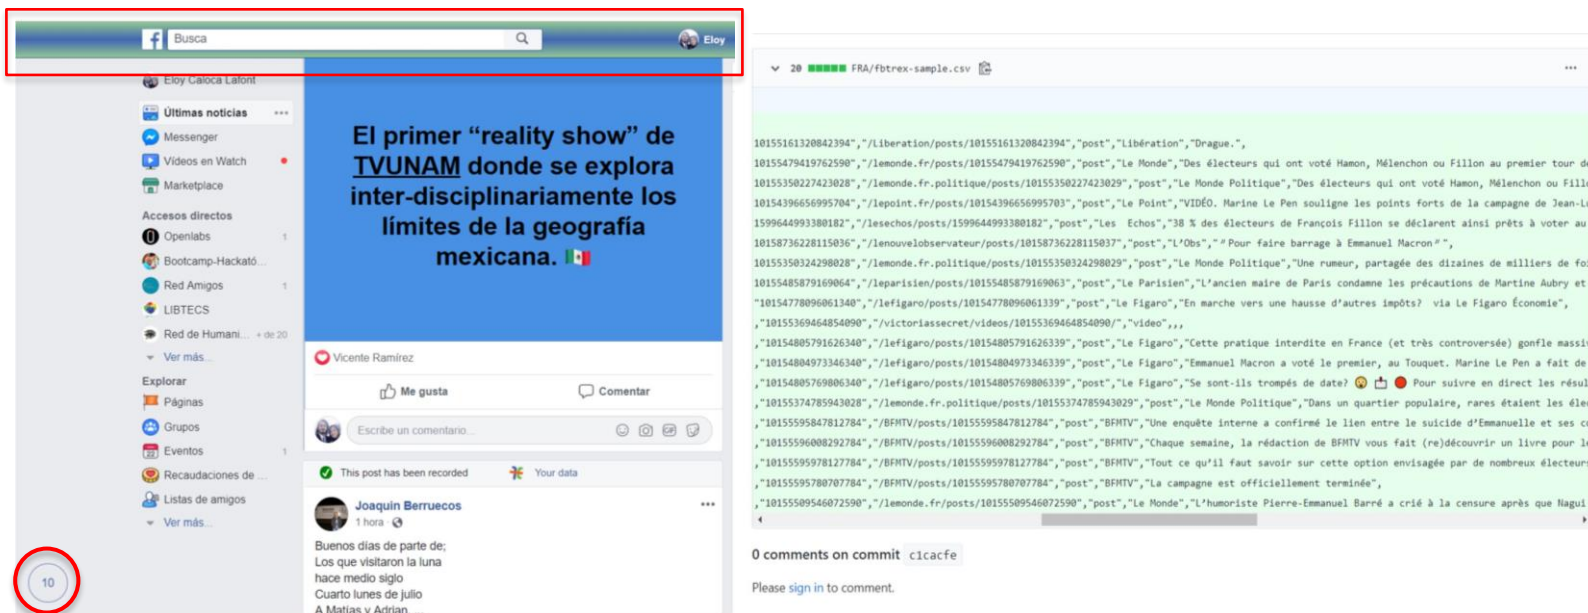 Busca
Eloy
Eloy Caloca Lafont
Últimas noticias
Messenger
Vídeos en Watch
Marketplace
Accesos directos
Openlabs 1
Bootcamp-Hackató...
Red Amigos 1
LIBTECS
Red de Humani... + de 20
Ver más...
Explorar
Páginas
Grupos
Eventos 1
Recaudaciones de ...
Listas de amigos
Ver más...
10
El primer “reality show” de
TVUNAM donde se explora
inter-disciplinariamente los
límites de la geografía
mexicana.
Vicente Ramírez
Me gusta
Comentar
Escribe un comentario...
GIF
This post has been recorded
Your data
Joaquin Berruecos
1 hora ·
Buenos días de parte de;
Los que visitaron la luna
hace medio siglo
Cuarto lunes de julio
A Matías y Adrian, ...
20 FRA/fbtrex-sample.csv
10155161320842394","/Liberation/posts/10155161320842394","post","Libération","Drague.",
10155479419762590","/lemonde.fr/posts/10155479419762590","post","Le Monde","Des électeurs qui ont voté Hamon, Mélenchon ou Fillon au premier tour de
10155350227423028","/lemonde.fr.politique/posts/10155350227423029","post","Le Monde Politique","Des électeurs qui ont voté Hamon, Mélenchon ou Fill
10154396656995704","/lepoint.fr/posts/10154396656995703","post","Le Point","VIDÉO. Marine Le Pen souligne les points forts de la campagne de Jean-L
1599644993380182","/lesechos/posts/1599644993380182","post","Les Echos","38 % des électeurs de François Fillon se déclarent ainsi prêts à voter au
10158736228115036","/lenouvelobservateur/posts/10158736228115037","post","L’Obs","″Pour faire barrage à Emmanuel Macron″",
10155350324298028","/lemonde.fr.politique/posts/10155350324298029","post","Le Monde Politique","Une rumeur, partagée des dizaines de milliers de foi
10155485879169064","/leparisien/posts/10155485879169063","post","Le Parisien","L’ancien maire de Paris condamne les précautions de Martine Aubry et
"10154778096061340","/lefigaro/posts/10154778096061339","post","Le Figaro","En marche vers une hausse d’autres impôts? via Le Figaro Économie",
,"10155369464854090","/victoriassecret/videos/10155369464854090/","video",,,
,"10154805791626340","/lefigaro/posts/10154805791626339","post","Le Figaro","Cette pratique interdite en France (et très controversée) gonfle massiv
,"10154804973346340","/lefigaro/posts/10154804973346339","post","Le Figaro","Emmanuel Macron a voté le premier, au Touquet. Marine Le Pen a fait de
,"10154805769806340","/lefigaro/posts/10154805769806339","post","Le Figaro","Se sont-ils trompés de date? 😮 📩 🔴 Pour suivre en direct les résul
,"10155374785943028","/lemonde.fr.politique/posts/10155374785943029","post","Le Monde Politique","Dans un quartier populaire, rares étaient les éle
,"10155595847812784","/BFMTV/posts/10155595847812784","post","BFMTV","Une enquête interne a confirmé le lien entre le suicide d’Emmanuelle et ses c
,"10155596008292784","/BFMTV/posts/10155596008292784","post","BFMTV","Chaque semaine, la rédaction de BFMTV vous fait (re)découvrir un livre pour l
,"10155595978127784","/BFMTV/posts/10155595978127784","post","BFMTV","Tout ce qu’il faut savoir sur cette option envisagée par de nombreux électeurs
,"10155595780707784","/BFMTV/posts/10155595780707784","post","BFMTV","La campagne est officiellement terminée",
,"10155509546072590","/lemonde.fr/posts/10155509546072590","post","Le Monde","L’humoriste Pierre-Emmanuel Barré a crié à la censure après que Nagui
0 comments on commit c1cacfe
Please sign in to comment.